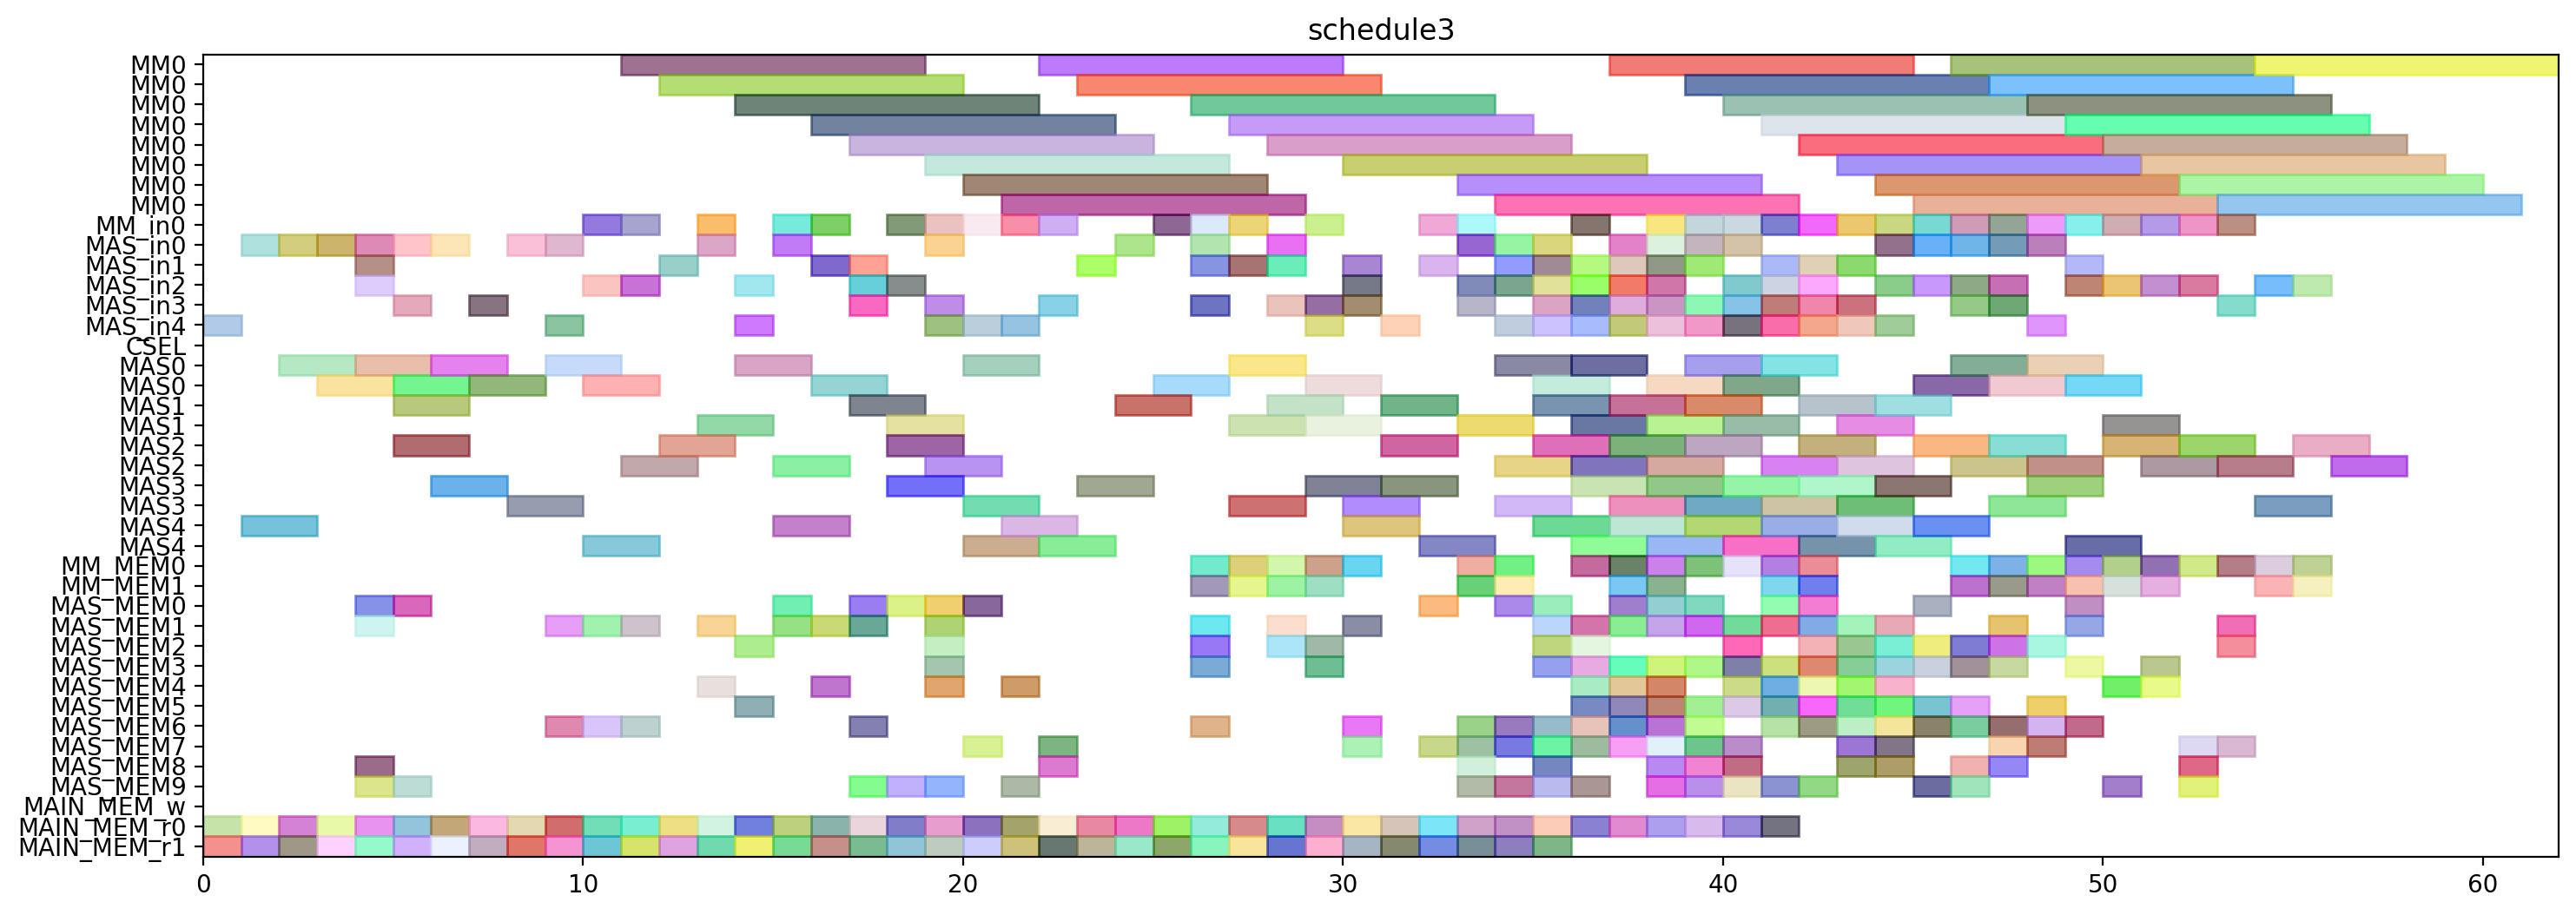 schedule3
MM0
MM0
MM0
MM0
MM0
MM0
MM0
MM0
MM_in0
MAS_in0
MAS_in1
MAS_in2
MAS_in3
MAS_in4
CSEL
MAS0
MAS0
MAS1
MAS1
MAS2
MAS2
MAS3
MAS3
MAS4
MAS4
MM_MEM0
MM_MEM1
MAS_MEM0
MAS_MEM1
MAS_MEM2
MAS_MEM3
MAS_MEM4
MAS_MEM5
MAS_MEM6
MAS_MEM7
MAS_MEM8
MAS_MEM9
MAIN_MEM_w
MAIN_MEM_r0
MAIN_MEM_r1
0 10 20 30 40 50 60